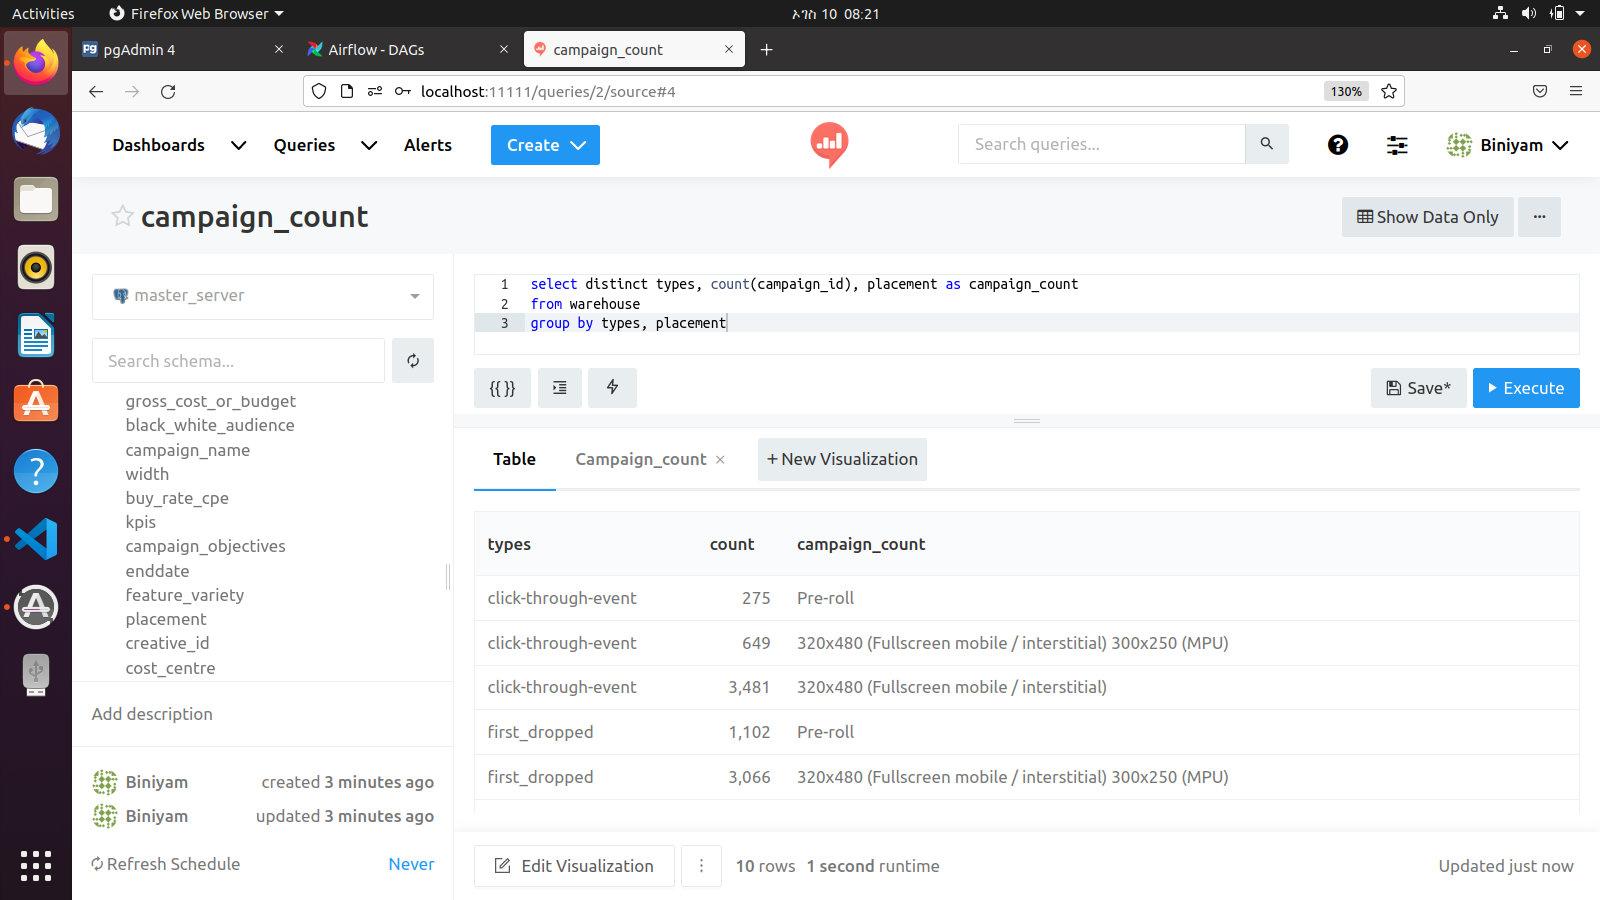 Activities
Firefox Web Browser
ኦገስ 10 08:21
pgAdmin 4
Airflow - DAGs
campaign_count
localhost:11111/queries/2/source#4
130%
Dashboards
Queries
Alerts
Create
Search queries...
Biniyam
campaign_count
Show Data Only
master_server
Search schema...
gross_cost_or_budget
black_white_audience
campaign_name
width
buy_rate_cpe
kpis
campaign_objectives
enddate
feature_variety
placement
creative_id
cost_centre
Add description
Biniyam created 3 minutes ago
Biniyam updated 3 minutes ago
Refresh Schedule Never
1 select distinct types, count(campaign_id), placement as campaign_count
2 from warehouse
3 group by types, placement
{{ }}
Save*
Execute
Table
Campaign_count
+ New Visualization
types count campaign_count
click-through-event 275 Pre-roll
click-through-event 649 320x480 (Fullscreen mobile / interstitial) 300x250 (MPU)
click-through-event 3,481 320x480 (Fullscreen mobile / interstitial)
first_dropped 1,102 Pre-roll
first_dropped 3,066 320x480 (Fullscreen mobile / interstitial) 300x250 (MPU)
Edit Visualization
10 rows 1 second runtime
Updated just now